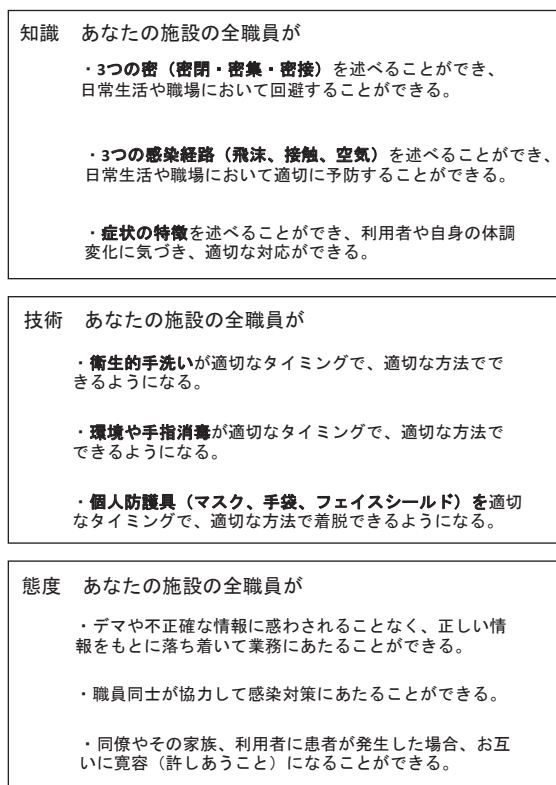 知識　あなたの施設の全職員が
・3つの密（密閉・密集・密接）を述べることができ、
日常生活や職場において回避することができる。
・3つの感染経路（飛沫、接触、空気）を述べることができ、
日常生活や職場において適切に予防することができる。
・症状の特徴を述べることができ、利用者や自身の体調
変化に気づき、適切な対応ができる。
技術　あなたの施設の全職員が
・衛生的手洗いが適切なタイミングで、適切な方法でで
きるようになる。
・環境や手指消毒が適切なタイミングで、適切な方法で
できるようになる。
・個人防護具（マスク、手袋、フェイスシールド）を適切
なタイミングで、適切な方法で着脱できるようになる。
態度　あなたの施設の全職員が
・デマや不正確な情報に惑わされることなく、正しい情
報をもとに落ち着いて業務にあたることができる。
・職員同士が協力して感染対策にあたることができる。
・同僚やその家族、利用者に患者が発生した場合、お互
いに寛容（許しあうこと）になることができる。